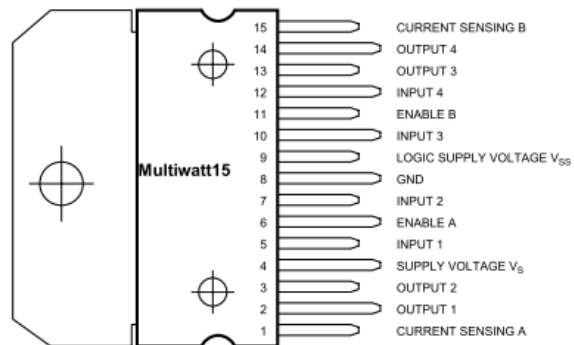 15 CURRENT SENSING B
14 OUTPUT 4
13 OUTPUT 3
12 INPUT 4
11 ENABLE B
10 INPUT 3
9 LOGIC SUPPLY VOLTAGE VSS
Multiwatt15
8 GND
7 INPUT 2
6 ENABLE A
5 INPUT 1
4 SUPPLY VOLTAGE VS
3 OUTPUT 2
2 OUTPUT 1
1 CURRENT SENSING A